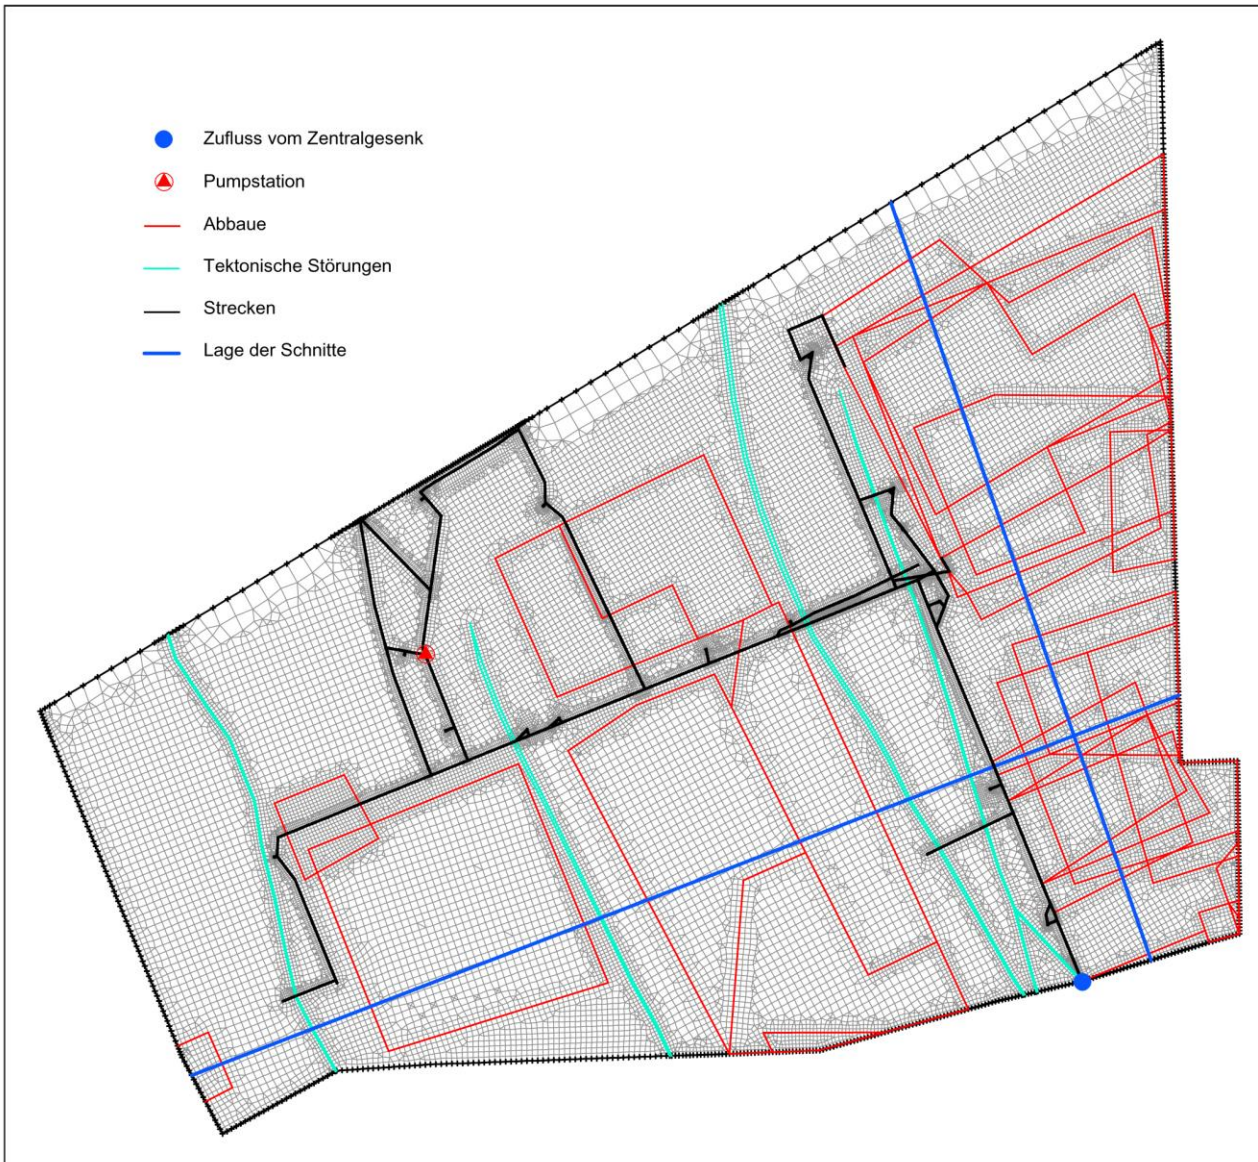 Zufluss vom Zentralgesenk
Pumpstation
Abbaue
Tektonische Störungen
Strecken
Lage der Schnitte